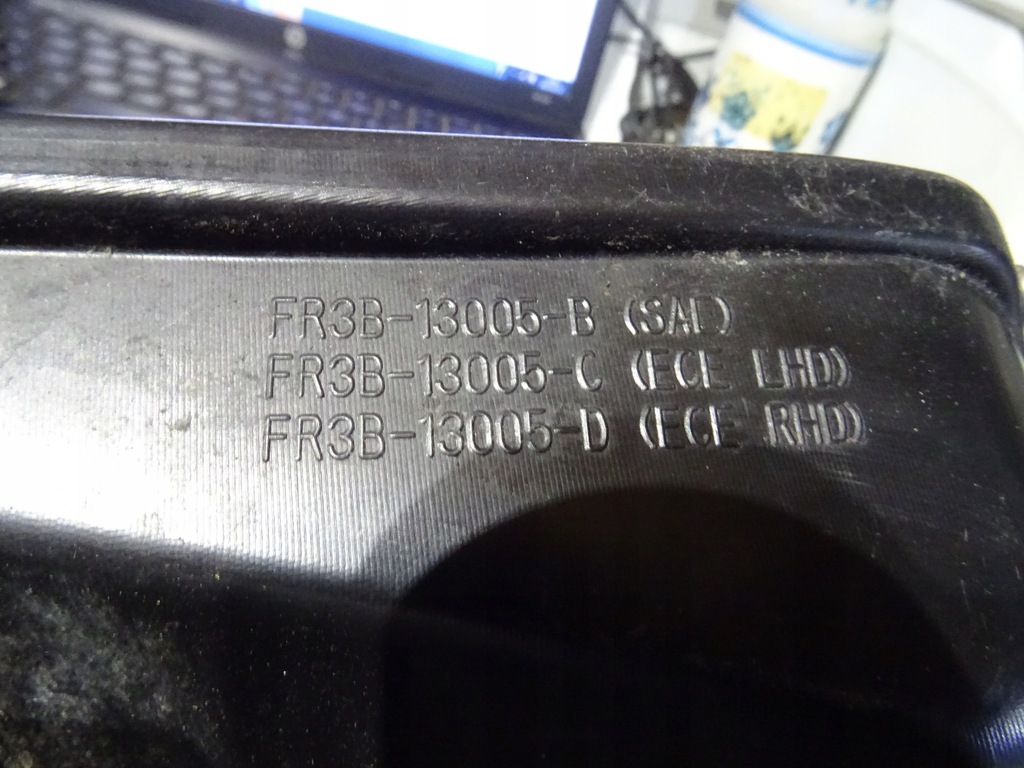 FR3B-13005-B (SAE)
FR3B-13005-C (ECE LHD)
FR3B-13005-D (ECE RHD)